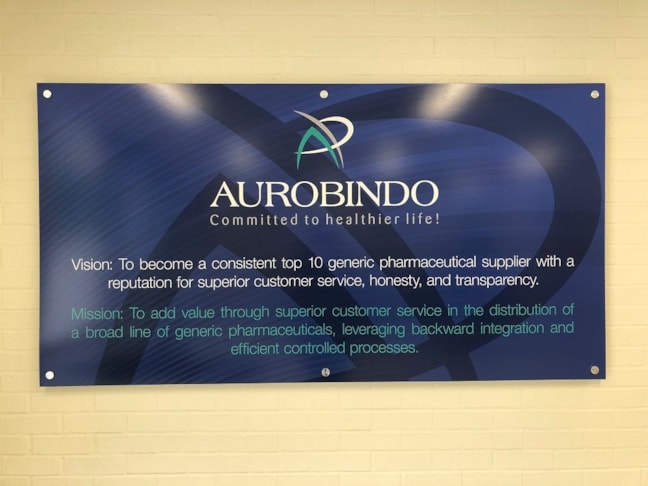 AUROBINDO
Committed to healthier life!
Vision: To become a consistent top 10 generic pharmaceutical supplier with a
reputation for superior customer service, honesty, and transparency.
Mission: To add value through superior customer service in the distribution of
a broad line of generic pharmaceuticals, leveraging backward integration and
efficient controlled processes.